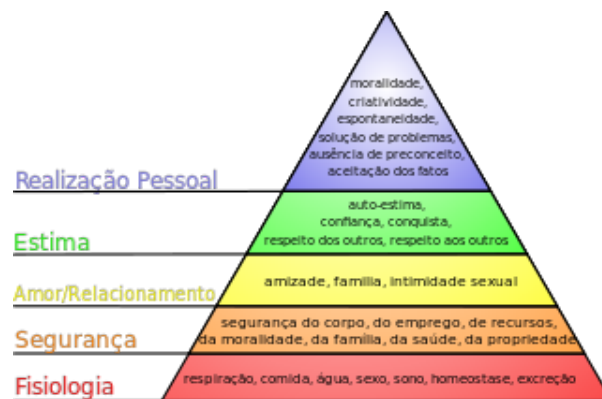 moralidade,
criatividade,
espontaneidade,
solução de problemas,
ausência de preconceito,
aceitação dos fatos
Realização Pessoal
auto-estima,
confiança, conquista,
respeito dos outros, respeito aos outros
Estima
amizade, família, intimidade sexual
Amor/Relacionamento
segurança do corpo, do emprego, de recursos,
da moralidade, da família, da saúde, da propriedade
Segurança
respiração, comida, água, sexo, sono, homeostase, excreção
Fisiologia